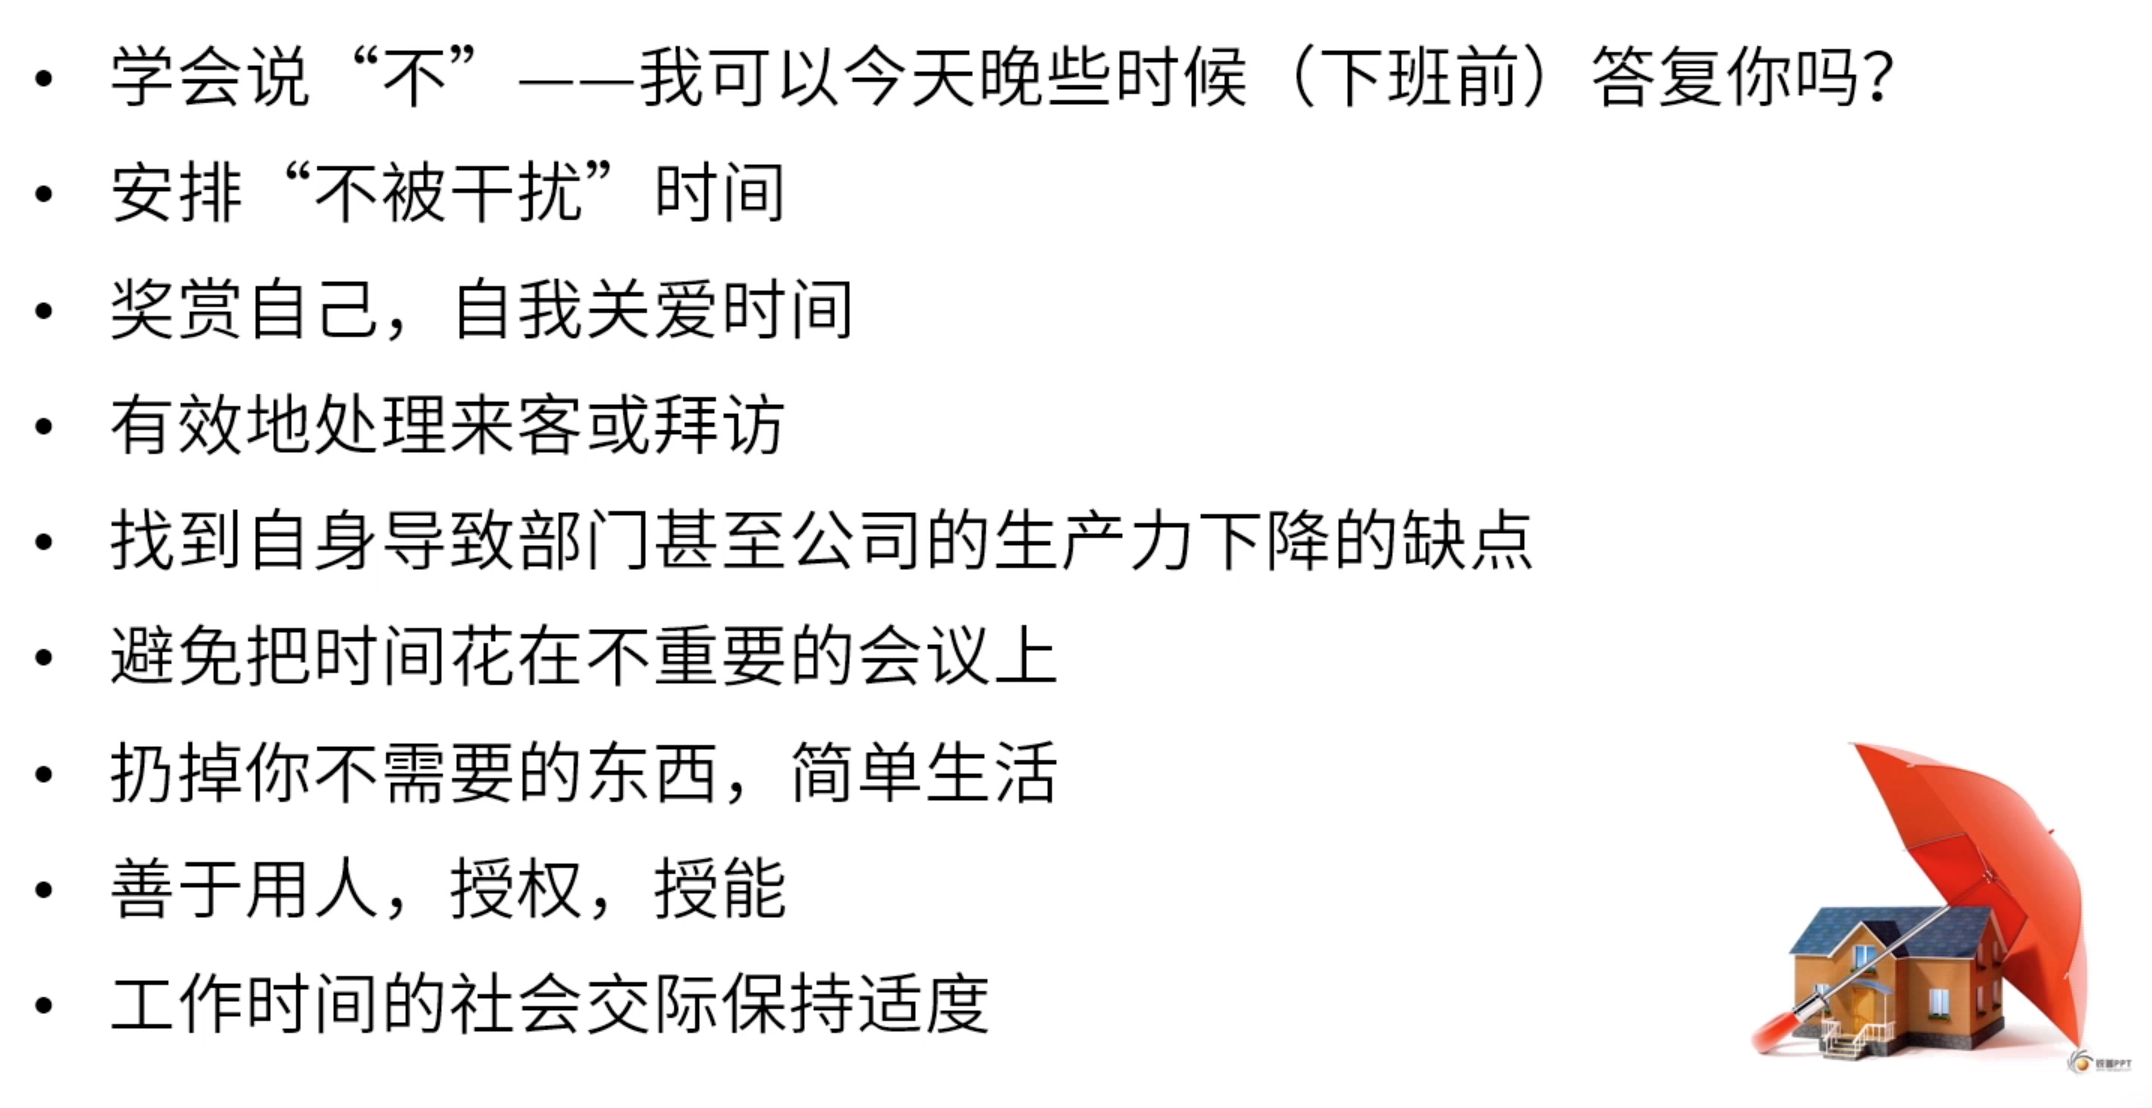 • 学会说“不”——我可以今天晚些时候（下班前）答复你吗？
• 安排“不被干扰”时间
• 奖赏自己，自我关爱时间
• 有效地处理来客或拜访
• 找到自身导致部门甚至公司的生产力下降的缺点
• 避免把时间花在不重要的会议上
• 扔掉你不需要的东西，简单生活
• 善于用人，授权，授能
• 工作时间的社会交际保持适度